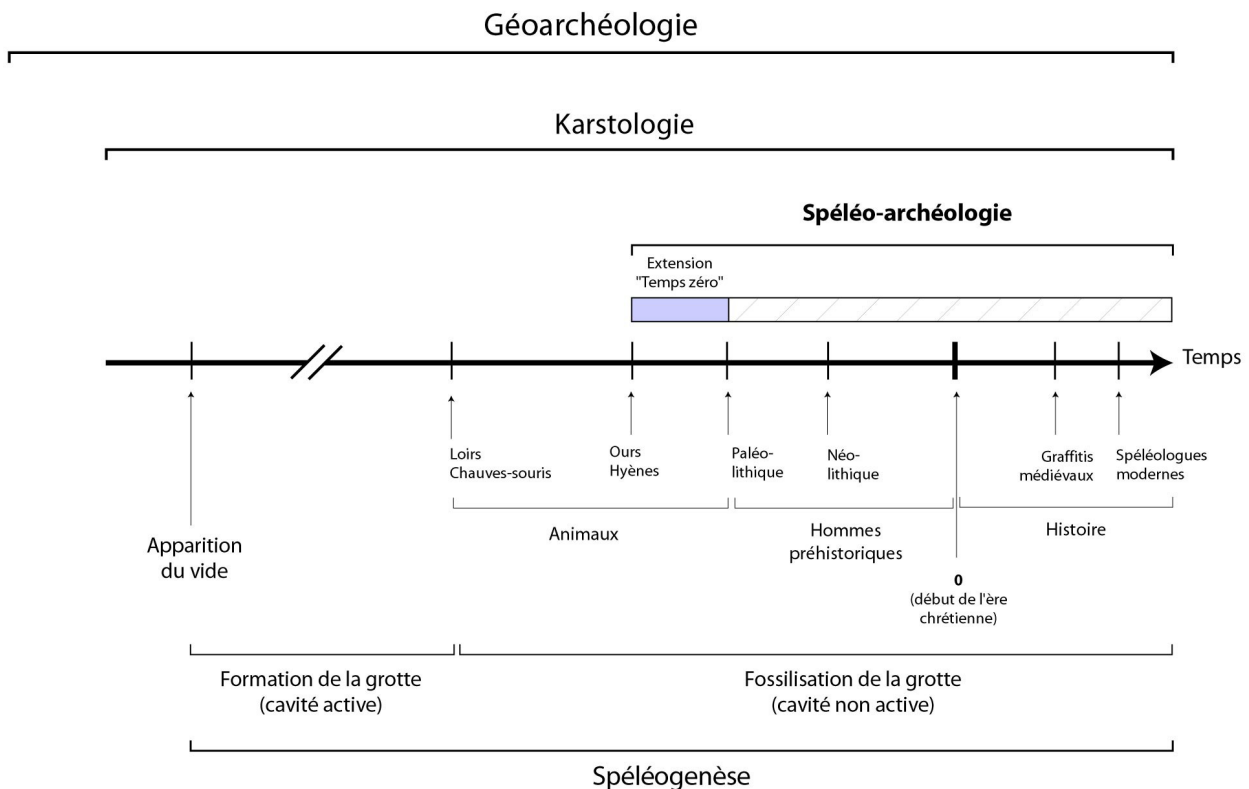 Géoarchéologie
Karstologie
Spéléo-archéologie
Extension
"Temps zéro"
Temps
Loirs
Chauves-souris
Ours
Hyènes
Paléo-
lithique
Néo-
lithique
Graffitis
médiévaux
Spéléologues
modernes
Animaux
Hommes
préhistoriques
Histoire
Apparition
du vide
0
(début de l'ère
chrétienne)
Formation de la grotte
(cavité active)
Fossilisation de la grotte
(cavité non active)
Spéléogenèse